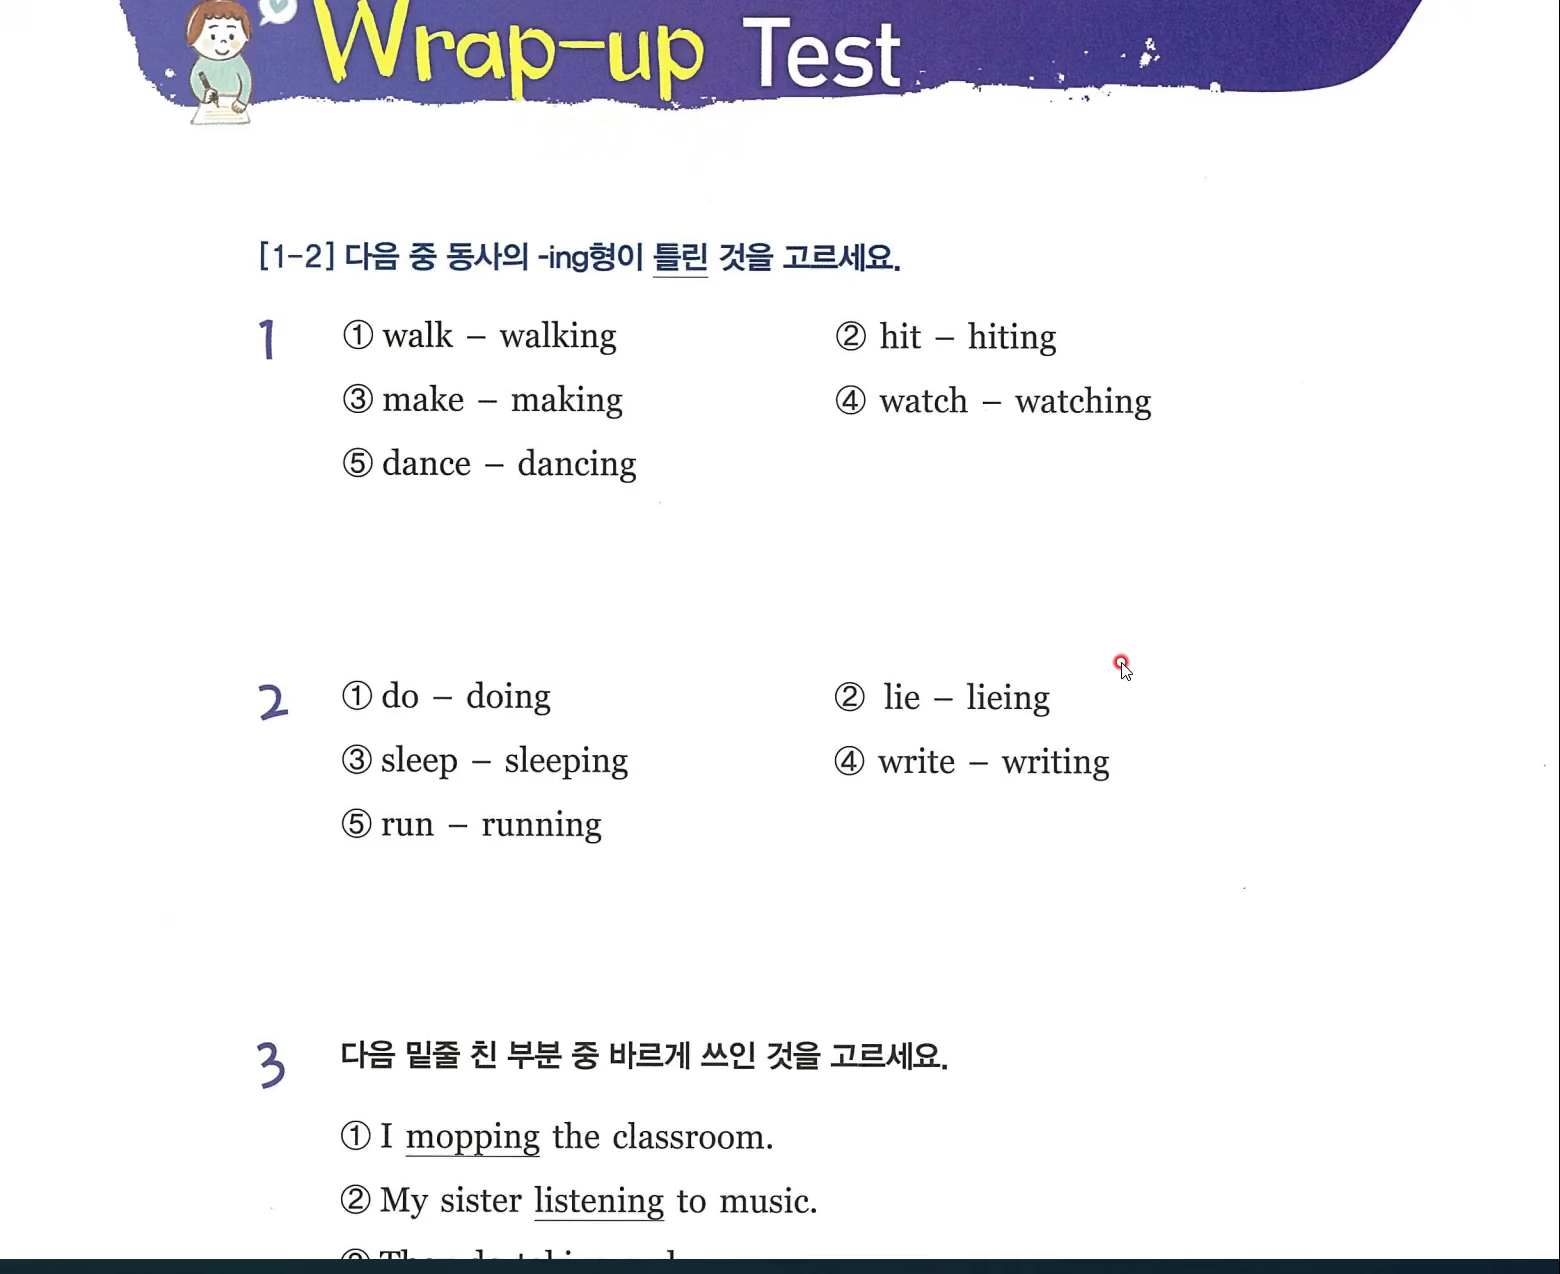 Wrap-up Test
[1-2] 다음 중 동사의 -ing형이 틀린 것을 고르세요.
1 ① walk – walking ② hit – hiting
③ make – making ④ watch – watching
⑤ dance – dancing
2 ① do – doing ② lie – lieing
③ sleep – sleeping ④ write – writing
⑤ run – running
3 다음 밑줄 친 부분 중 바르게 쓰인 것을 고르세요.
① I mopping the classroom.
② My sister listening to music.